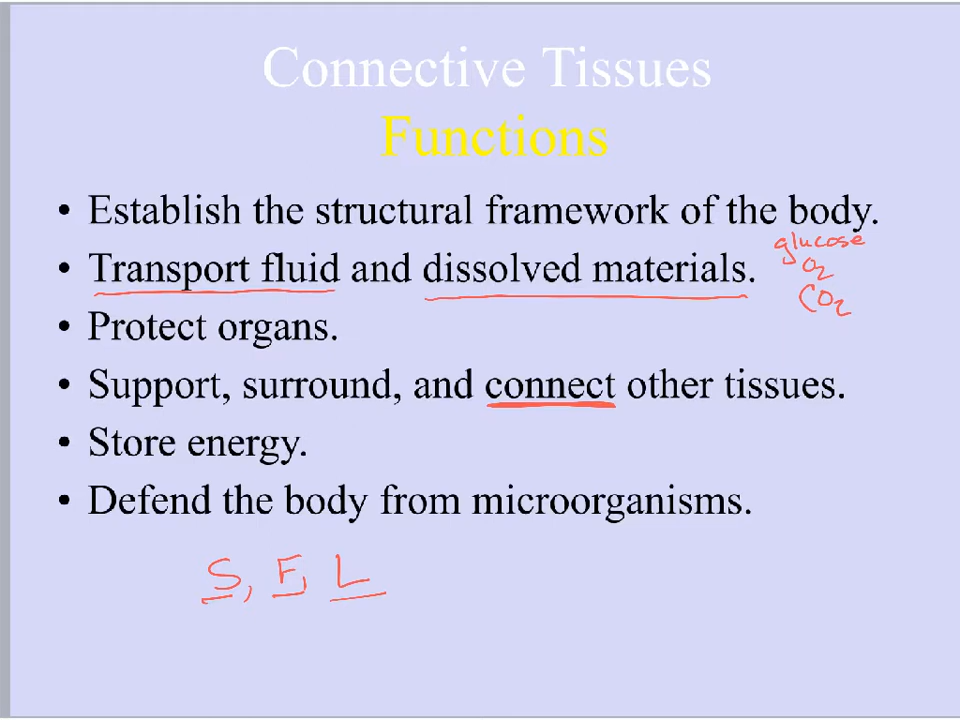 Connective Tissues
Functions
• Establish the structural framework of the body.
• Transport fluid and dissolved materials.
glucose
O2
CO2
• Protect organs.
• Support, surround, and connect other tissues.
• Store energy.
• Defend the body from microorganisms.
S, F, L